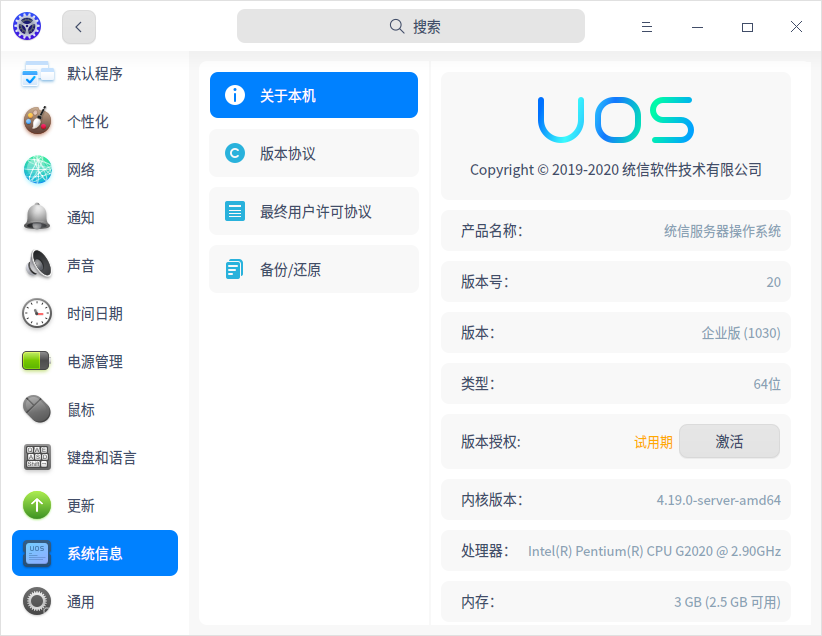 搜索
默认程序
个性化
网络
通知
声音
时间日期
电源管理
鼠标
键盘和语言
更新
系统信息
通用
关于本机
版本协议
最终用户许可协议
备份/还原
UOS
Copyright © 2019-2020 统信软件技术有限公司
产品名称： 统信服务器操作系统
版本号： 20
版本： 企业版 (1030)
类型： 64位
版本授权: 试用期 激活
内核版本： 4.19.0-server-amd64
处理器： Intel(R) Pentium(R) CPU G2020 @ 2.90GHz
内存： 3 GB (2.5 GB 可用)